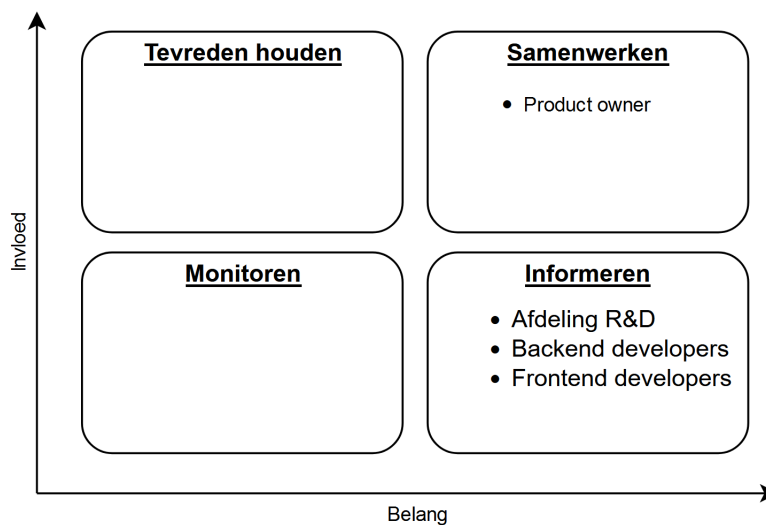 Tevreden houden
Samenwerken
• Product owner
Invloed
Monitoren
Informeren
• Afdeling R&D
• Backend developers
• Frontend developers
Belang